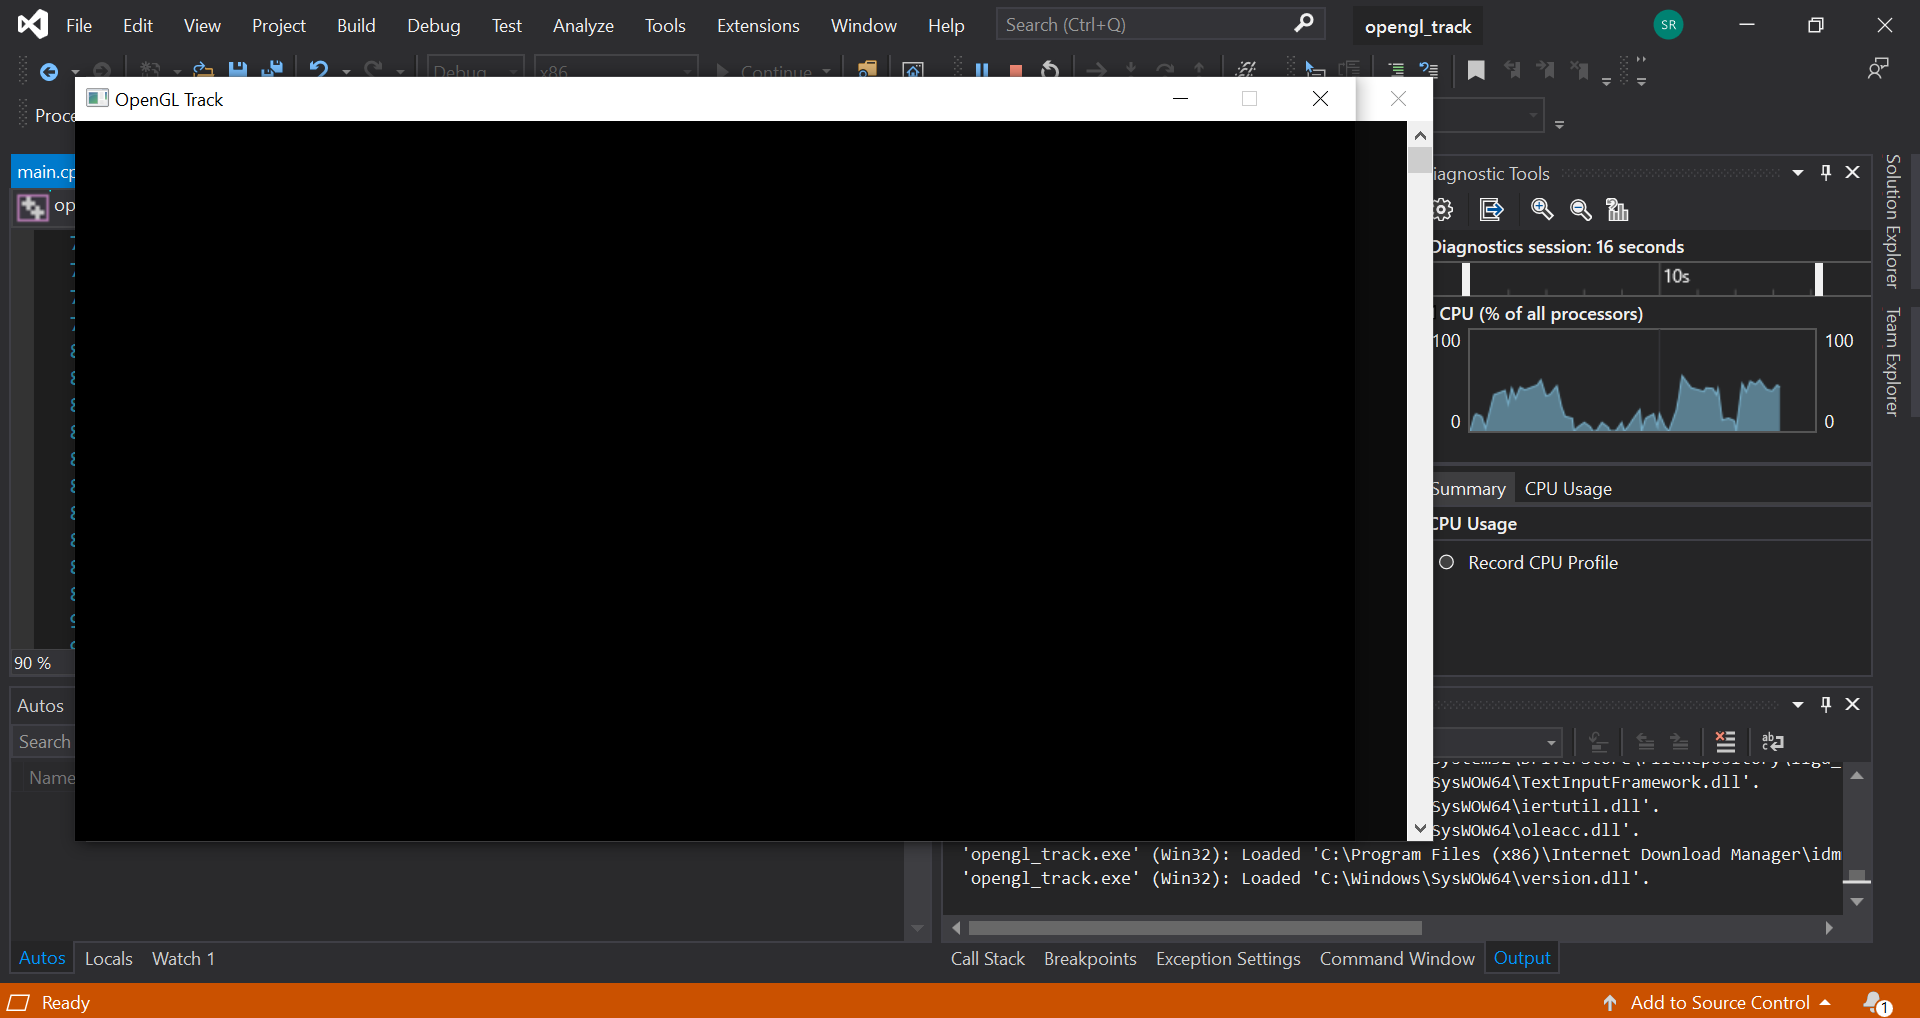 File Edit View Project Build Debug Test Analyze Tools Extensions Window Help Search (Ctrl+Q) opengl_track SR
Debug x86 Continue
OpenGL Track
Proce
main.cp
op
iagnostic Tools
Diagnostics session: 16 seconds
10s
CPU (% of all processors)
100 100
0 0
Summary CPU Usage
CPU Usage
Record CPU Profile
Solution Explorer
Team Explorer
90 %
Autos
Search
Name
SysWOW64\TextInputFramework.dll'.
SysWOW64\iertutil.dll'.
SysWOW64\oleacc.dll'.
'opengl_track.exe' (Win32): Loaded 'C:\Program Files (x86)\Internet Download Manager\idm
'opengl_track.exe' (Win32): Loaded 'C:\Windows\SysWOW64\version.dll'.
Autos Locals Watch 1
Call Stack Breakpoints Exception Settings Command Window Output
Ready
Add to Source Control 1